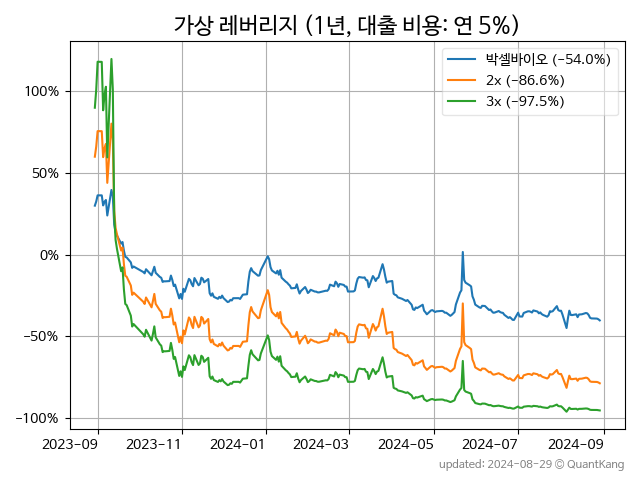 가상 레버리지 (1년, 대출 비용: 연 5%)
박셀바이오 (-54.0%)
2x (-86.6%)
3x (-97.5%)
100%
50%
0%
−50%
−100%
2023-09 2023-11 2024-01 2024-03 2024-05 2024-07 2024-09
updated: 2024-08-29 © QuantKang